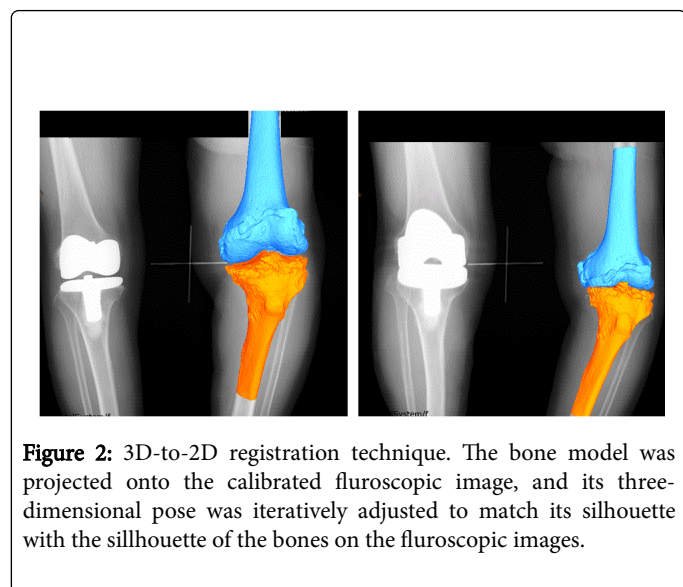 /System/f
System/f
Figure 2: 3D-to-2D registration technique. The bone model was
projected onto the calibrated fluroscopic image, and its three-
dimensional pose was iteratively adjusted to match its silhouette
with the sillhouette of the bones on the fluroscopic images.